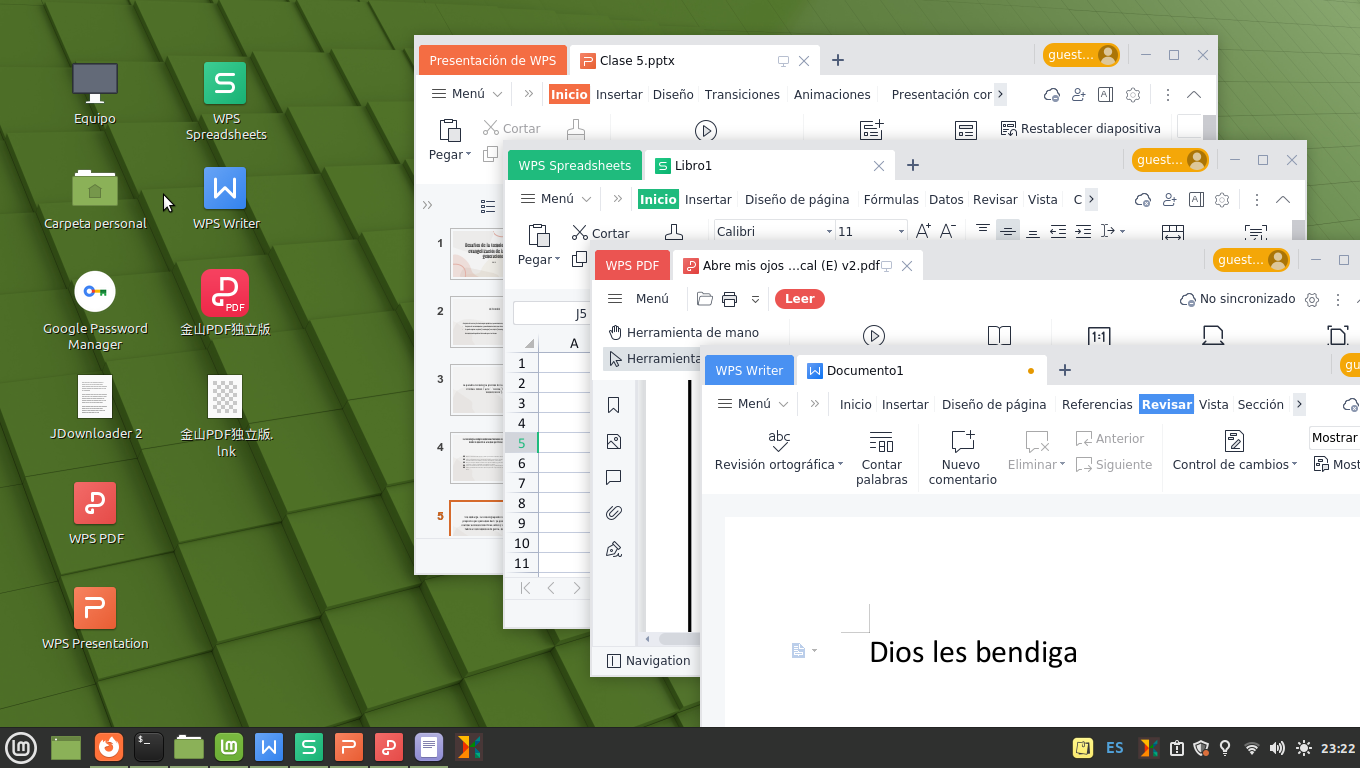 Equipo
WPS
Spreadsheets
Carpeta personal
WPS Writer
Google Password
Manager
PDF
金山PDF独立版
JDownloader 2
金山PDF独立版.
lnk
WPS PDF
WPS Presentation
Presentación de WPS
Clase 5.pptx
guest...
Menú
Inicio
Insertar
Diseño
Transiciones
Animaciones
Presentación cor
Cortar
Pegar
Restablecer diapositiva
1
2
3
4
5
WPS Spreadsheets
Libro1
guest...
Menú
Inicio
Insertar
Diseño de página
Fórmulas
Datos
Revisar
Vista
C
Cortar
Pegar
Calibri
11
J5
A
1
2
3
4
5
6
7
8
9
10
11
WPS PDF
Abre mis ojos ...cal (E) v2.pdf
guest...
Menú
Leer
No sincronizado
Herramienta de mano
Herramienta
1:1
Navigation
WPS Writer
Documento1
gu
Menú
Inicio
Insertar
Diseño de página
Referencias
Revisar
Vista
Sección
abc
Revisión ortográfica
Contar
palabras
Nuevo
comentario
Eliminar
Anterior
Siguiente
Control de cambios
Mostrar
Most
Dios les bendiga
ES
23:22